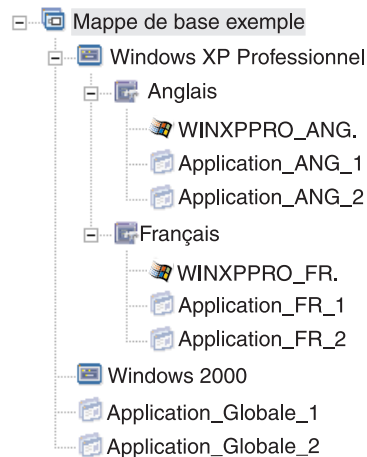 Mappe de base exemple
Windows XP Professionnel
Anglais
WINXPPRO_ANG.
Application_ANG_1
Application_ANG_2
Français
WINXPPRO_FR.
Application_FR_1
Application_FR_2
Windows 2000
Application_Globale_1
Application_Globale_2